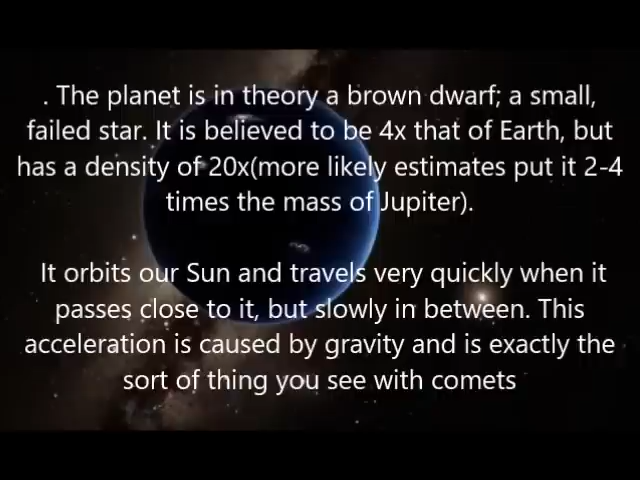 . The planet is in theory a brown dwarf; a small,
failed star. It is believed to be 4x that of Earth, but
has a density of 20x(more likely estimates put it 2-4
times the mass of Jupiter).
It orbits our Sun and travels very quickly when it
passes close to it, but slowly in between. This
acceleration is caused by gravity and is exactly the
sort of thing you see with comets